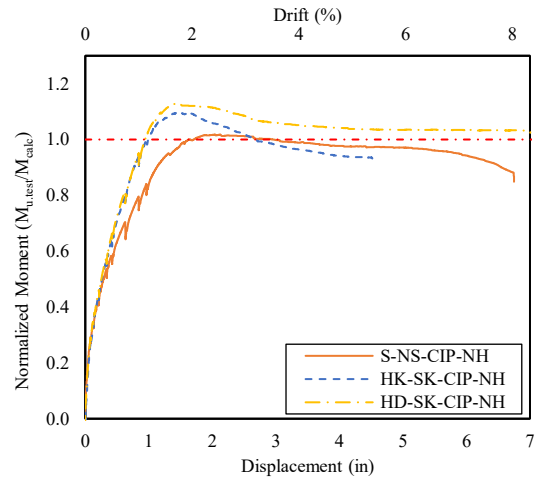 Drift (%)
0 2 4 6 8
1.2
1.0
0.8
0.6
0.4
0.2
0.0
Normalized Moment (Mu.test/Mcalc)
S-NS-CIP-NH
HK-SK-CIP-NH
HD-SK-CIP-NH
0 1 2 3 4 5 6 7
Displacement (in)